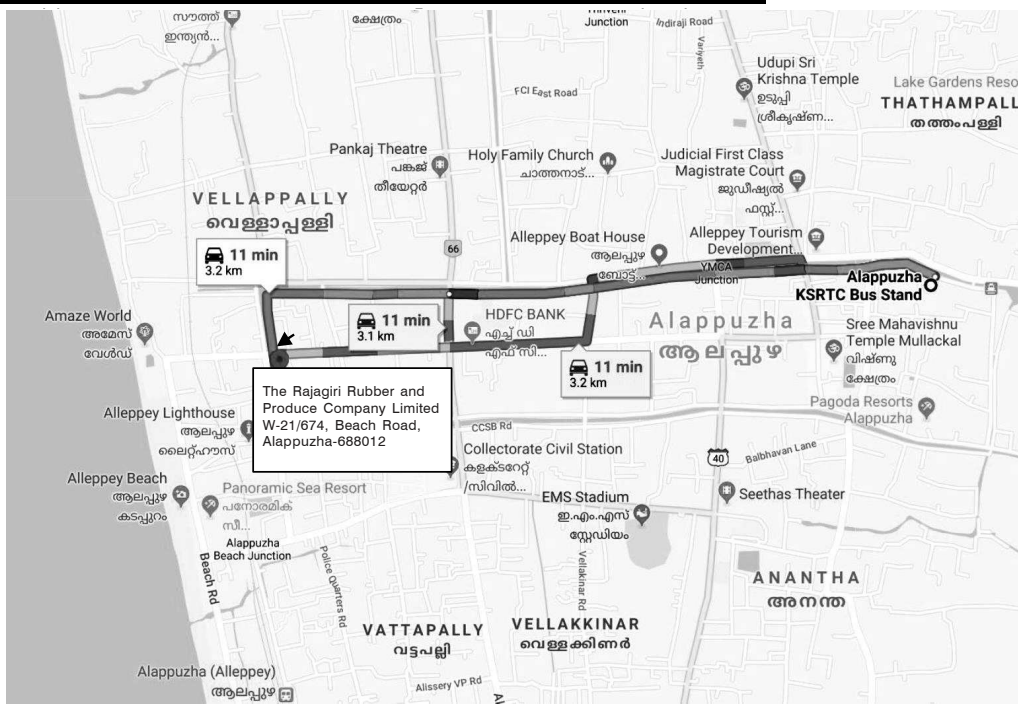 സൗത്ത്
ഇന്ത്യൻ...
ക്ഷേത്രം
Junction
Indiraji Road
Variyeth
FCI East Road
Udupi Sri
Krishna Temple
ഉടുപ്പി
ശ്രീകൃഷ്ണ...
Lake Gardens Reso
THATHAMPALL
തത്തംപള്ളി
Pankaj Theatre
പങ്കജ്
തീയേറ്റർ
Holy Family Church
ചാത്തനാട്...
Judicial First Class
Magistrate Court
ജുഡീഷ്യൽ
ഫസ്റ്റ്...
VELLAPPALLY
വെള്ളാപ്പള്ളി
66
Alleppey Boat House
ആലപ്പുഴ
ബോട്ട്...
Alleppey Tourism
Development...
YMCA
Junction
Alappuzha
KSRTC Bus Stand
11 min
3.2 km
11 min
3.1 km
HDFC BANK
എച്ച് ഡി
എഫ് സി...
11 min
3.2 km
Alappuzha
ആലപ്പുഴ
Amaze World
അമേസ്
വേൾഡ്
Sree Mahavishnu
Temple Mullackal
വിഷ്ണു
ക്ഷേത്രം
Pagoda Resorts
Alappuzha
The Rajagiri Rubber and
Produce Company Limited
W-21/674, Beach Road,
Alappuzha-688012
Alleppey Lighthouse
ആലപ്പുഴ
ലൈറ്റ്ഹൗസ്
CCSB Rd
Collectorate Civil Station
കളക്ടറേറ്റ്
/സിവിൽ...
40
Balbhavan Lane
Alleppey Beach
ആലപ്പുഴ
കടപ്പുറം
Panoramic Sea Resort
പനോരമിക്
സീ...
EMS Stadium
ഇ.എം.എസ്
സ്റ്റേഡിയം
Seethas Theater
Alappuzha
Beach Junction
Beach Rd
Police Quarters Rd
Vellakinar Rd
ANANTHA
അനന്ത
VATTAPALLY
വട്ടപല്ലി
VELLAKKINAR
വെള്ളക്കിണർ
Alappuzha (Alleppey)
ആലപ്പുഴ
Alissery VP Rd